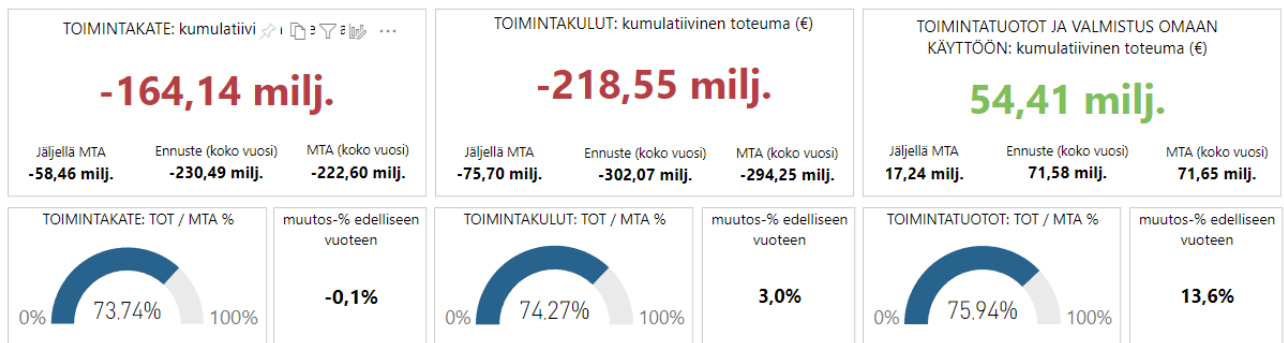 TOIMINTAKATE: kumulatiivi
-164,14 milj.
Jäljellä MTA
-58,46 milj.
Ennuste (koko vuosi)
-230,49 milj.
MTA (koko vuosi)
-222,60 milj.
TOIMINTAKULUT: kumulatiivinen toteuma (€)
-218,55 milj.
Jäljellä MTA
-75,70 milj.
Ennuste (koko vuosi)
-302,07 milj.
MTA (koko vuosi)
-294,25 milj.
TOIMINTATUOTOT JA VALMISTUS OMAAN
KÄYTTÖÖN: kumulatiivinen toteuma (€)
54,41 milj.
Jäljellä MTA
17,24 milj.
Ennuste (koko vuosi)
71,58 milj.
MTA (koko vuosi)
71,65 milj.
TOIMINTAKATE: TOT / MTA %
73.74%
0%
100%
muutos-% edelliseen
vuoteen
-0,1%
TOIMINTAKULUT: TOT / MTA %
74.27%
0%
100%
muutos-% edelliseen
vuoteen
3,0%
TOIMINTATUOTOT: TOT / MTA %
75.94%
0%
100%
muutos-% edelliseen
vuoteen
13,6%